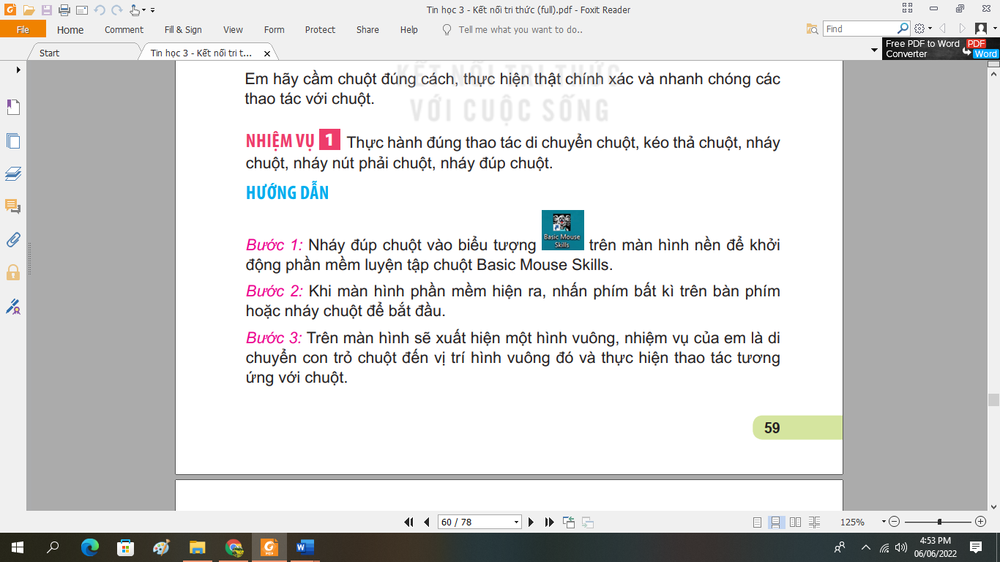 Tin học 3 - Kết nối tri thức (full).pdf - Foxit Reader
File Home Comment Fill & Sign View Form Protect Share Help Tell me what you want to do.. Find
Start Tin học 3 - Kết nối tri t... Free PDF to Word Converter PDF Word
KẾT NỐI TRI THỨC
VỚI CUỘC SỐNG
Em hãy cầm chuột đúng cách, thực hiện thật chính xác và nhanh chóng các
thao tác với chuột.
NHIỆM VỤ 1 Thực hành đúng thao tác di chuyển chuột, kéo thả chuột, nháy
chuột, nháy nút phải chuột, nháy đúp chuột.
HƯỚNG DẪN
Basic Mouse
Skills
Bước 1: Nháy đúp chuột vào biểu tượng trên màn hình nền để khởi
động phần mềm luyện tập chuột Basic Mouse Skills.
Bước 2: Khi màn hình phần mềm hiện ra, nhấn phím bất kì trên bàn phím
hoặc nháy chuột để bắt đầu.
Bước 3: Trên màn hình sẽ xuất hiện một hình vuông, nhiệm vụ của em là di
chuyển con trỏ chuột đến vị trí hình vuông đó và thực hiện thao tác tương
ứng với chuột.
59
60 / 78 125%
4:53 PM
06/06/2022